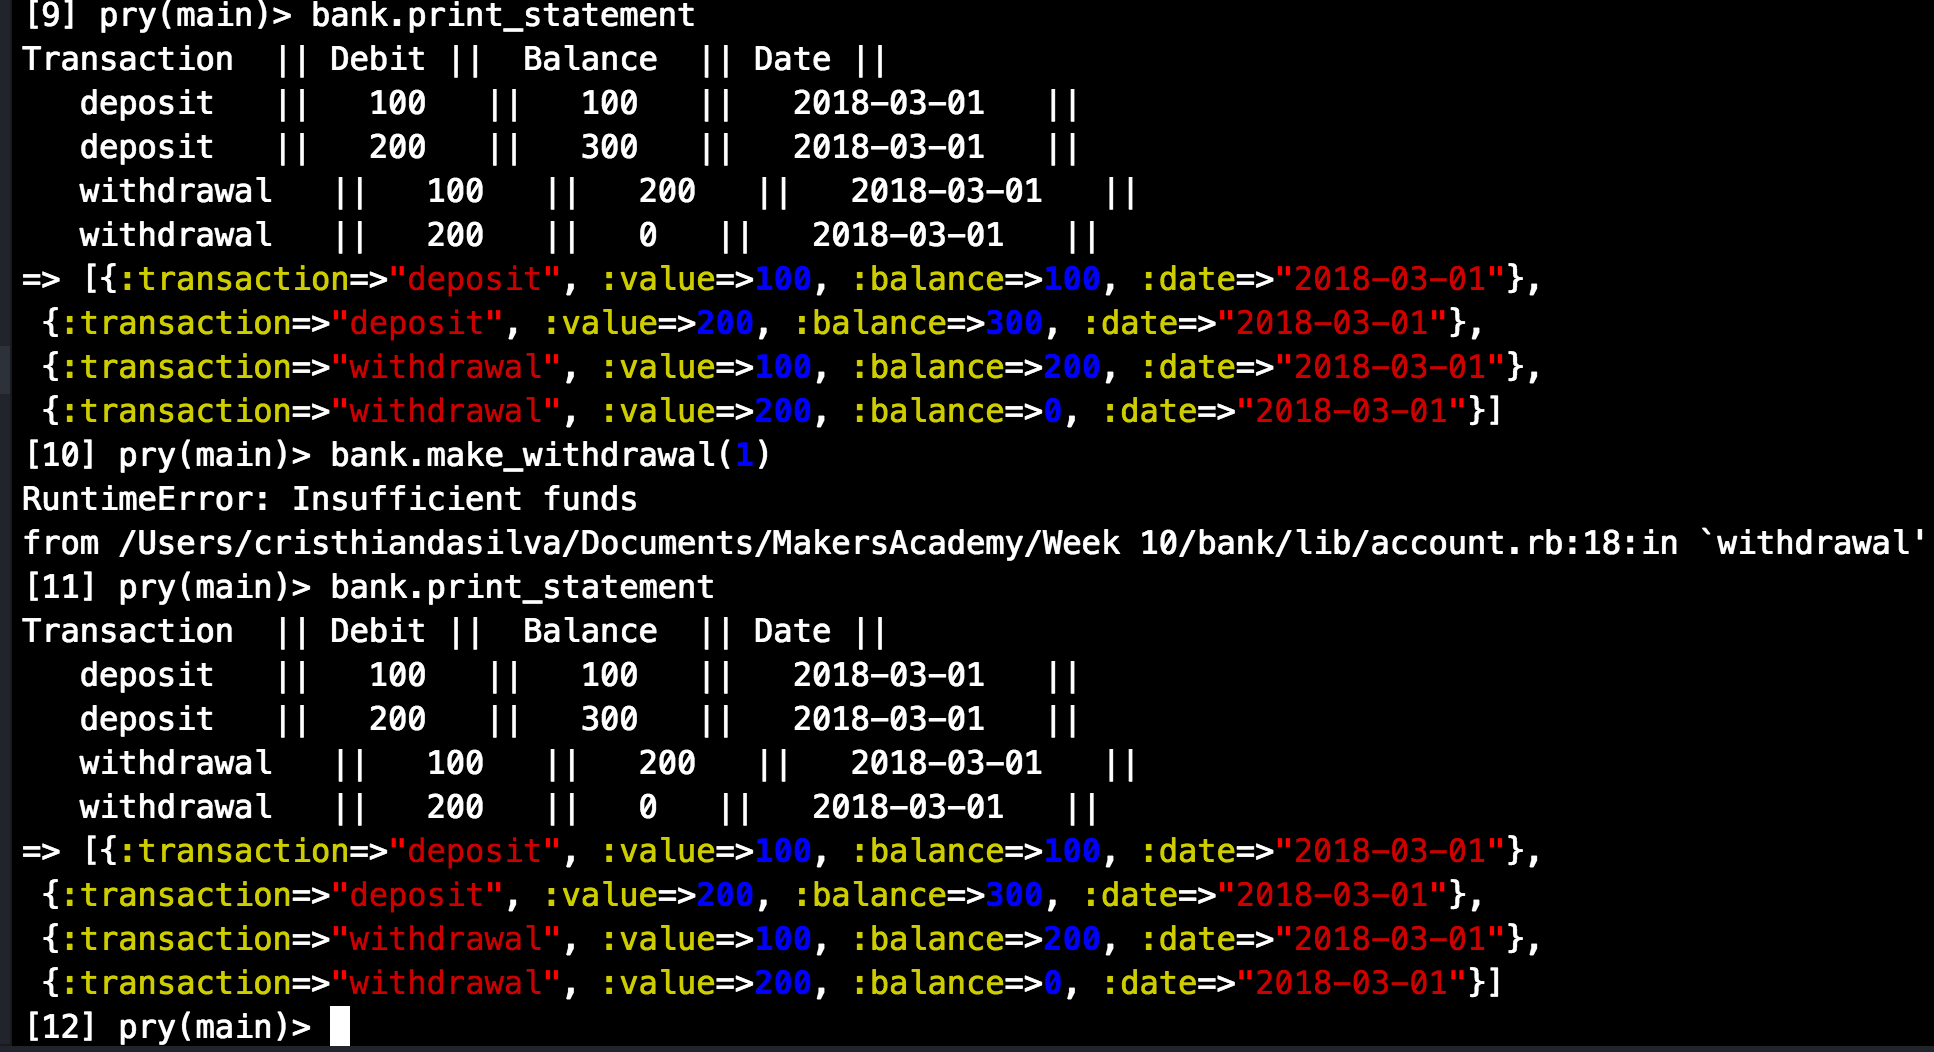 [9] pry(main)> bank.print_statement
Transaction  || Debit ||  Balance  || Date ||
   deposit   ||   100   ||   100   ||   2018-03-01   ||
   deposit   ||   200   ||   300   ||   2018-03-01   ||
   withdrawal   ||   100   ||   200   ||   2018-03-01   ||
   withdrawal   ||   200   ||   0   ||   2018-03-01   ||
=> [{:transaction=>"deposit", :value=>100, :balance=>100, :date=>"2018-03-01"},
 {:transaction=>"deposit", :value=>200, :balance=>300, :date=>"2018-03-01"},
 {:transaction=>"withdrawal", :value=>100, :balance=>200, :date=>"2018-03-01"},
 {:transaction=>"withdrawal", :value=>200, :balance=>0, :date=>"2018-03-01"}]
[10] pry(main)> bank.make_withdrawal(1)
RuntimeError: Insufficient funds
from /Users/cristhiandasilva/Documents/MakersAcademy/Week 10/bank/lib/account.rb:18:in `withdrawal'
[11] pry(main)> bank.print_statement
Transaction  || Debit ||  Balance  || Date ||
   deposit   ||   100   ||   100   ||   2018-03-01   ||
   deposit   ||   200   ||   300   ||   2018-03-01   ||
   withdrawal   ||   100   ||   200   ||   2018-03-01   ||
   withdrawal   ||   200   ||   0   ||   2018-03-01   ||
=> [{:transaction=>"deposit", :value=>100, :balance=>100, :date=>"2018-03-01"},
 {:transaction=>"deposit", :value=>200, :balance=>300, :date=>"2018-03-01"},
 {:transaction=>"withdrawal", :value=>100, :balance=>200, :date=>"2018-03-01"},
 {:transaction=>"withdrawal", :value=>200, :balance=>0, :date=>"2018-03-01"}]
[12] pry(main)>